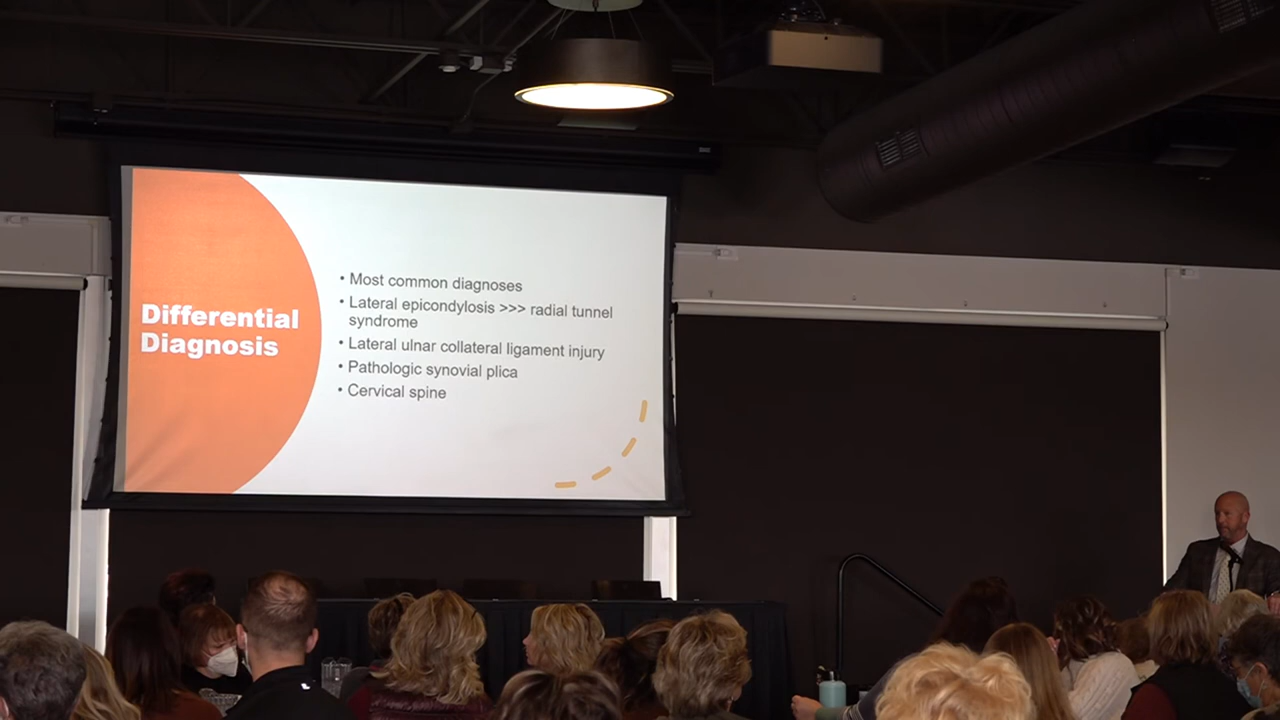 Differential
Diagnosis
• Most common diagnoses
• Lateral epicondylosis >>> radial tunnel
syndrome
• Lateral ulnar collateral ligament injury
• Pathologic synovial plica
• Cervical spine